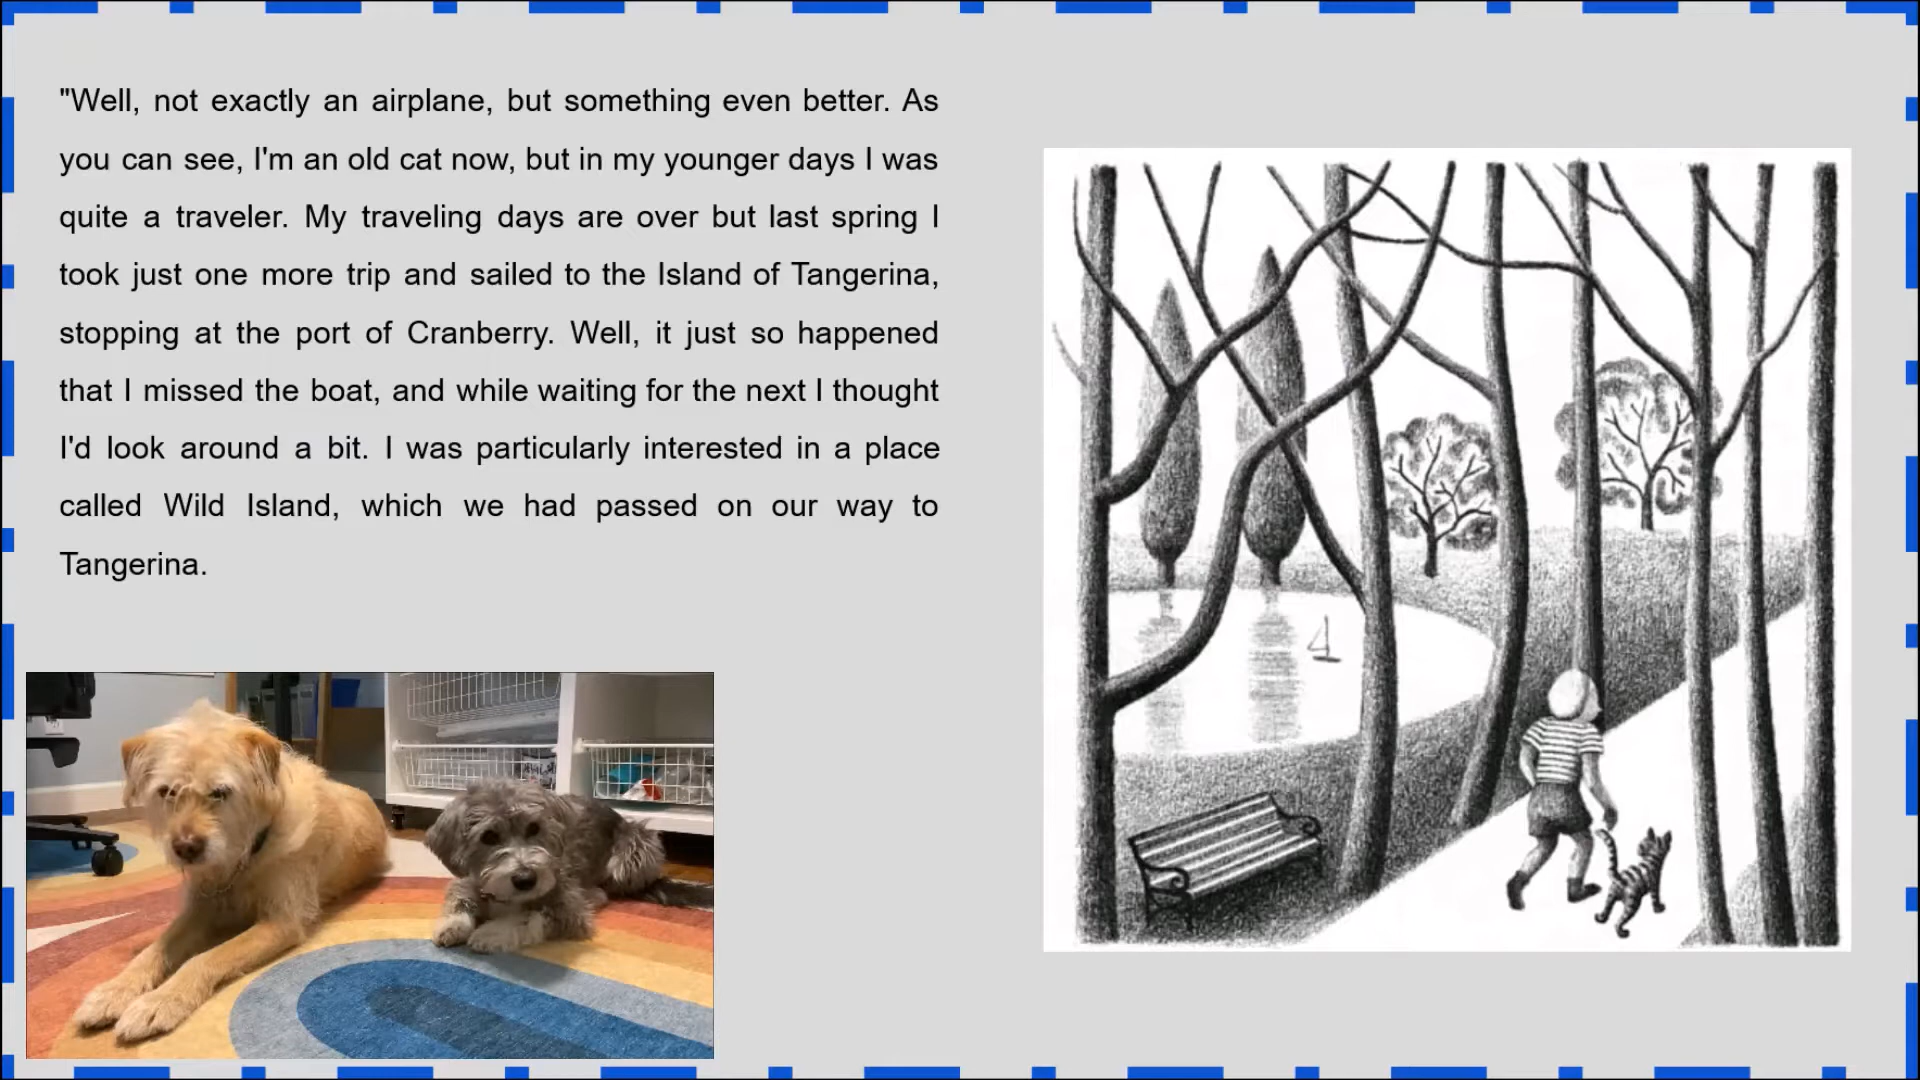 "Well, not exactly an airplane, but something even better. As
you can see, I'm an old cat now, but in my younger days I was
quite a traveler. My traveling days are over but last spring I
took just one more trip and sailed to the Island of Tangerina,
stopping at the port of Cranberry. Well, it just so happened
that I missed the boat, and while waiting for the next I thought
I'd look around a bit. I was particularly interested in a place
called Wild Island, which we had passed on our way to
Tangerina.